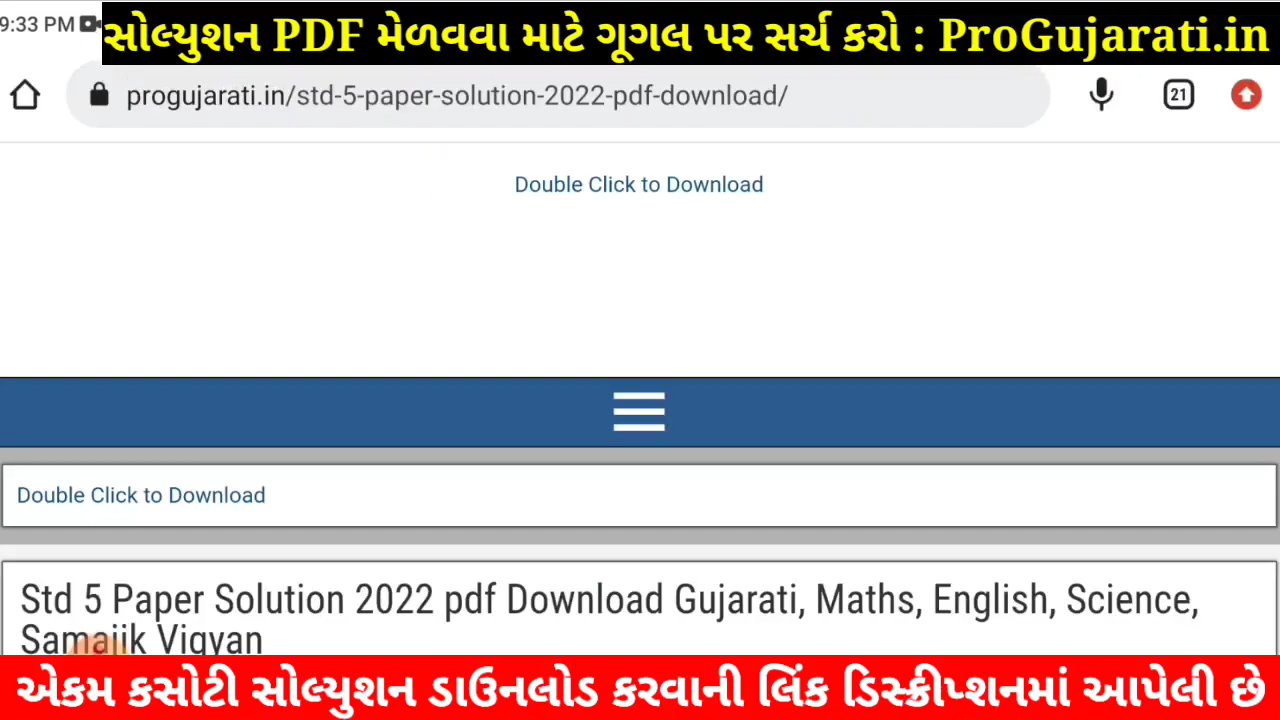 9:33 PM
સોલ્યુશન PDF મેળવવા માટે ગૂગલ પર સર્ચ કરો : ProGujarati.in
progujarati.in/std-5-paper-solution-2022-pdf-download/
21
Double Click to Download
Double Click to Download
Std 5 Paper Solution 2022 pdf Download Gujarati, Maths, English, Science,
Samajik Vigyan
એકમ કસોટી સોલ્યુશન ડાઉનલોડ કરવાની લિંક ડિસ્ક્રીપ્શનમાં આપેલી છે